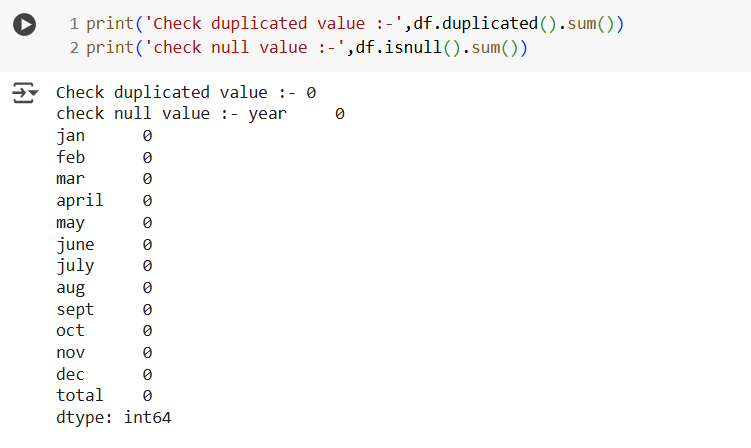 1 print('Check duplicated value :-',df.duplicated().sum())
2 print('check null value :-',df.isnull().sum())
Check duplicated value :- 0
check null value :- year     0
jan      0
feb      0
mar      0
april    0
may      0
june     0
july     0
aug      0
sept     0
oct      0
nov      0
dec      0
total    0
dtype: int64